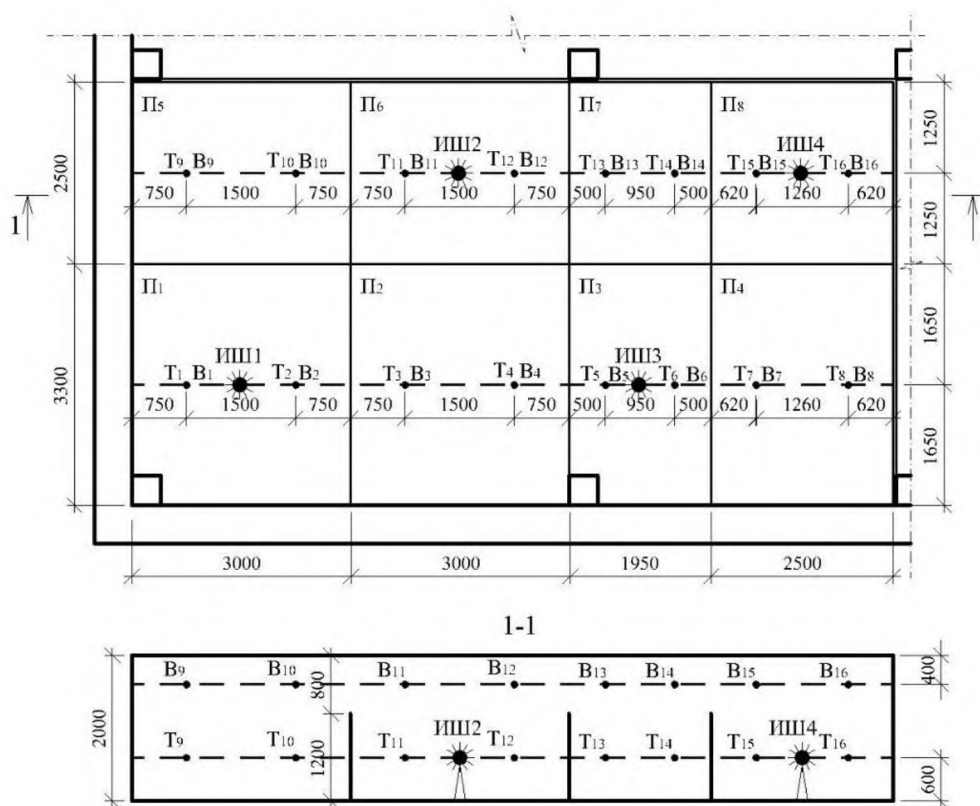 П5 П6 П7 П8
ИШ2 ИШ4
Т9 В9 Т10 В10 Т11 В11 Т12 В12 Т13 В13 Т14 В14 Т15 В15 Т16 В16
750 1500 750 750 1500 750 500 950 500 620 1260 620
2500 1250 1250
1 
П1 П2 П3 П4
ИШ1 ИШ3
Т1 В1 Т2 В2 Т3 В3 Т4 В4 Т5 В5 Т6 В6 Т7 В7 Т8 В8
750 1500 750 750 1500 750 500 950 500 620 1260 620
3300 1650 1650
3000 3000 1950 2500
1-1
В9 В10 В11 В12 В13 В14 В15 В16
800 400
2000
ИШ2 ИШ4
Т9 Т10 Т11 Т12 Т13 Т14 Т15 Т16
1200 600